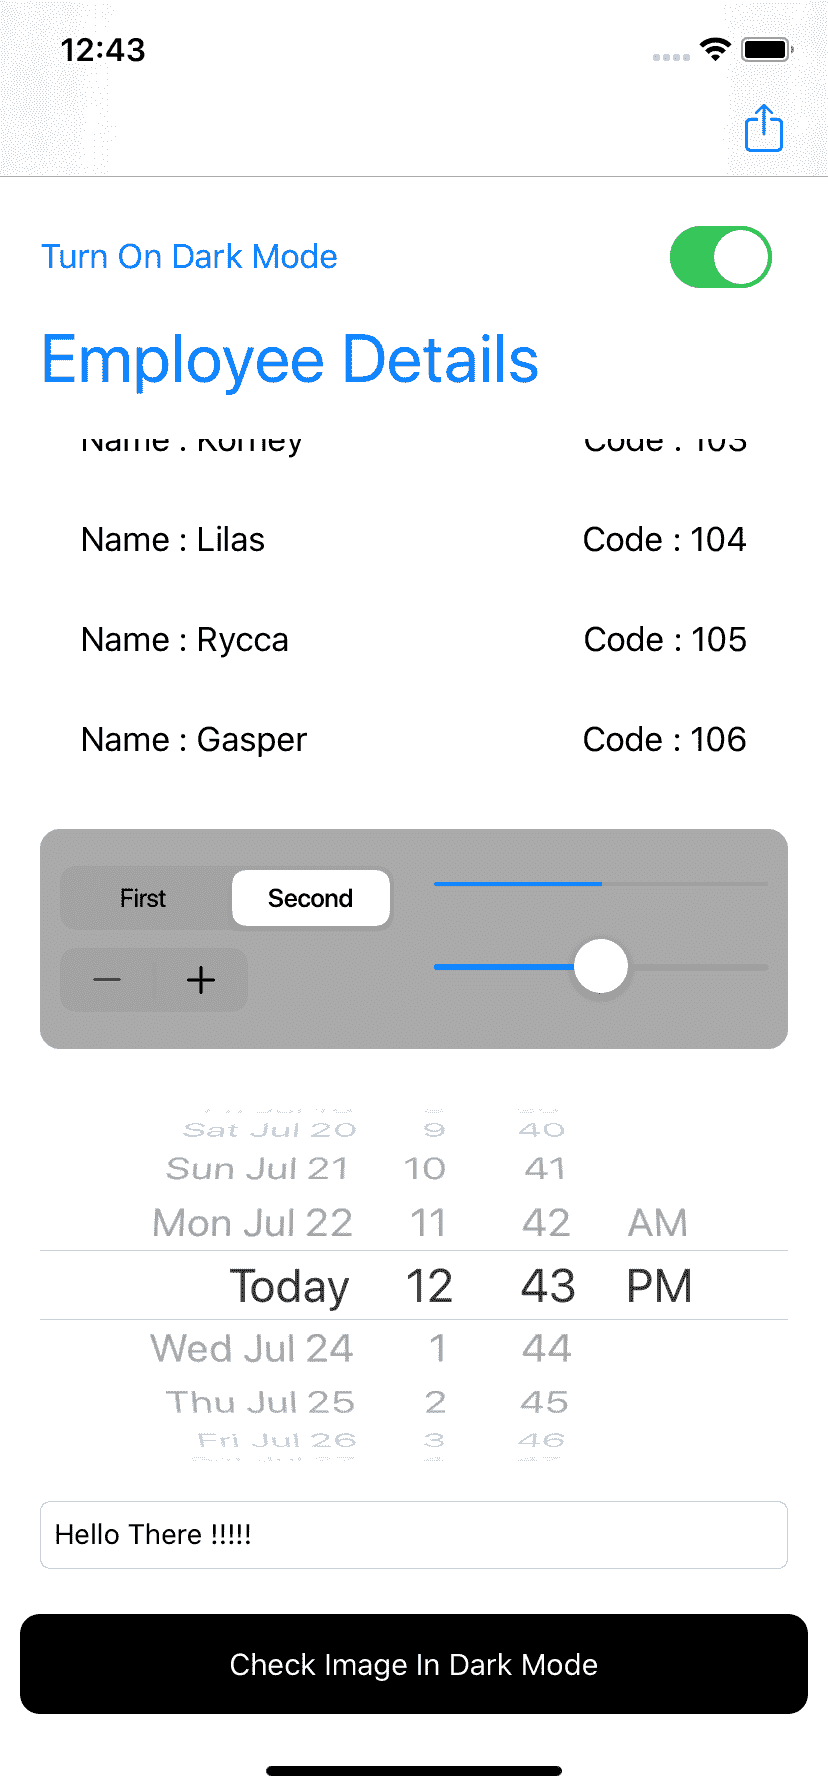 12:43
Turn On Dark Mode
Employee Details
Name : Korney Code : 103
Name : Lilas Code : 104
Name : Rycca Code : 105
Name : Gasper Code : 106
First Second
Sat Jul 20 9 40
Sun Jul 21 10 41
Mon Jul 22 11 42 AM
Today 12 43 PM
Wed Jul 24 1 44
Thu Jul 25 2 45
Fri Jul 26 3 46
Hello There !!!!!
Check Image In Dark Mode